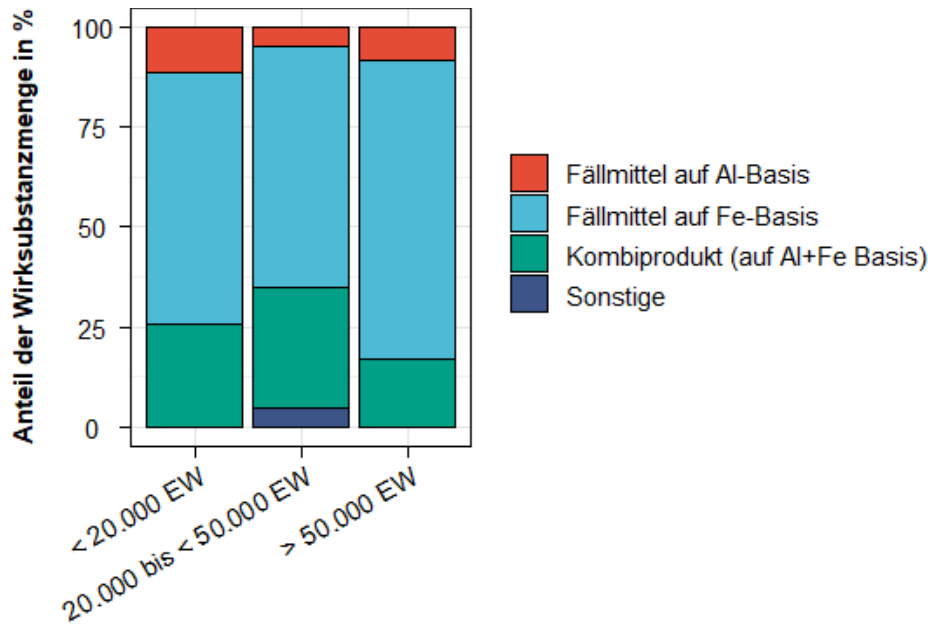 Anteil der Wirksubstanzmenge in %
100
75
50
25
0
< 20.000 EW
20.000 bis < 50.000 EW
> 50.000 EW
Fällmittel auf Al-Basis
Fällmittel auf Fe-Basis
Kombiprodukt (auf Al+Fe Basis)
Sonstige